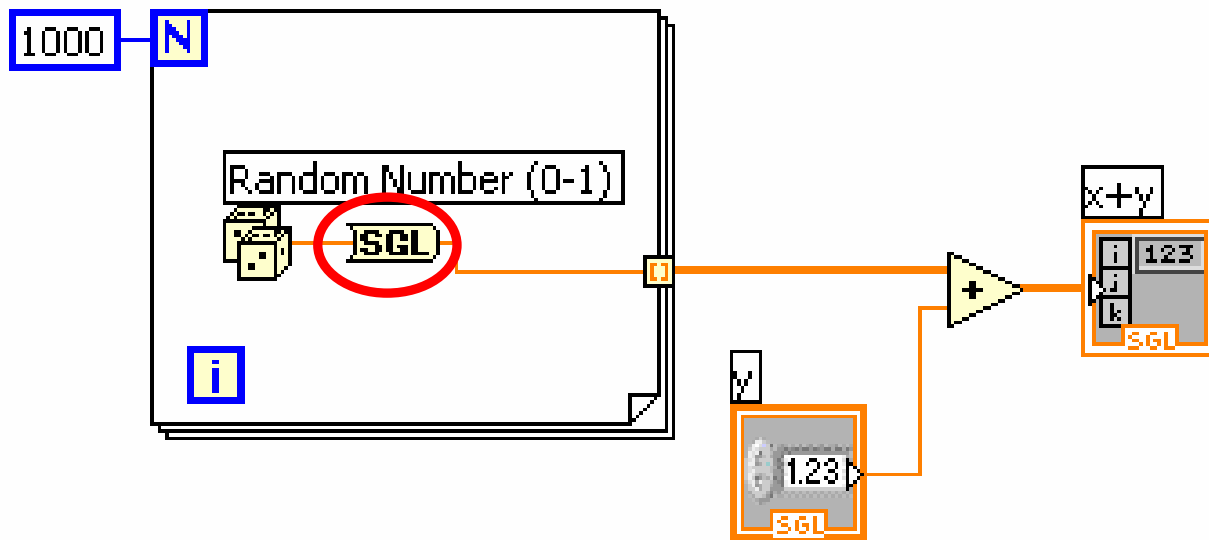 1000
N
Random Number (0-1)
SGL
i
x+y
i
j
k
123
SGL
+
y
1.23
SGL